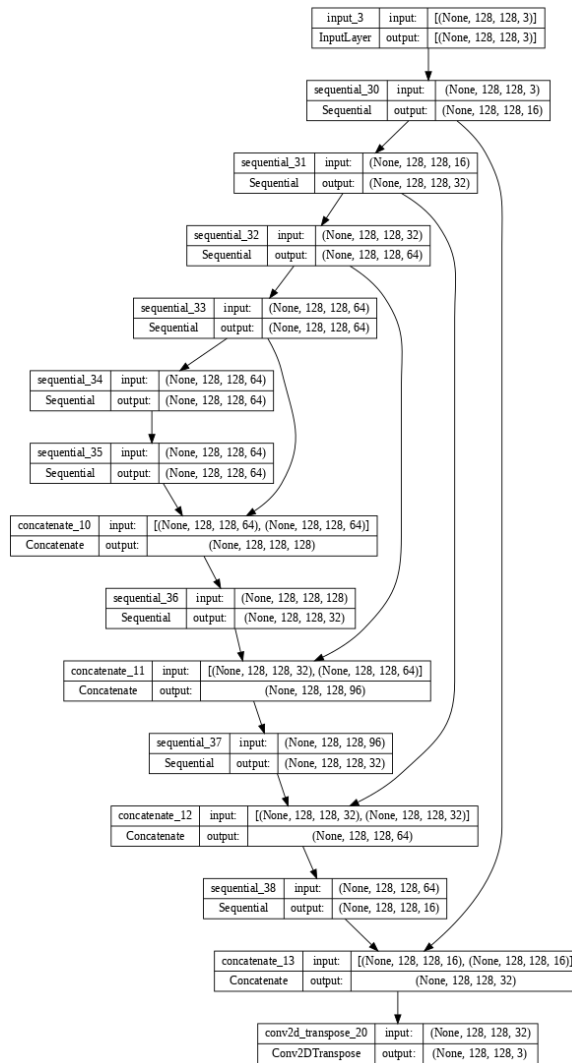 input_3 input: [(None, 128, 128, 3)]
InputLayer output: [(None, 128, 128, 3)]
sequential_30 input: (None, 128, 128, 3)
Sequential output: (None, 128, 128, 16)
sequential_31 input: (None, 128, 128, 16)
Sequential output: (None, 128, 128, 32)
sequential_32 input: (None, 128, 128, 32)
Sequential output: (None, 128, 128, 64)
sequential_33 input: (None, 128, 128, 64)
Sequential output: (None, 128, 128, 64)
sequential_34 input: (None, 128, 128, 64)
Sequential output: (None, 128, 128, 64)
sequential_35 input: (None, 128, 128, 64)
Sequential output: (None, 128, 128, 64)
concatenate_10 input: [(None, 128, 128, 64), (None, 128, 128, 64)]
Concatenate output: (None, 128, 128, 128)
sequential_36 input: (None, 128, 128, 128)
Sequential output: (None, 128, 128, 32)
concatenate_11 input: [(None, 128, 128, 32), (None, 128, 128, 64)]
Concatenate output: (None, 128, 128, 96)
sequential_37 input: (None, 128, 128, 96)
Sequential output: (None, 128, 128, 32)
concatenate_12 input: [(None, 128, 128, 32), (None, 128, 128, 32)]
Concatenate output: (None, 128, 128, 64)
sequential_38 input: (None, 128, 128, 64)
Sequential output: (None, 128, 128, 16)
concatenate_13 input: [(None, 128, 128, 16), (None, 128, 128, 16)]
Concatenate output: (None, 128, 128, 32)
conv2d_transpose_20 input: (None, 128, 128, 32)
Conv2DTranspose output: (None, 128, 128, 3)